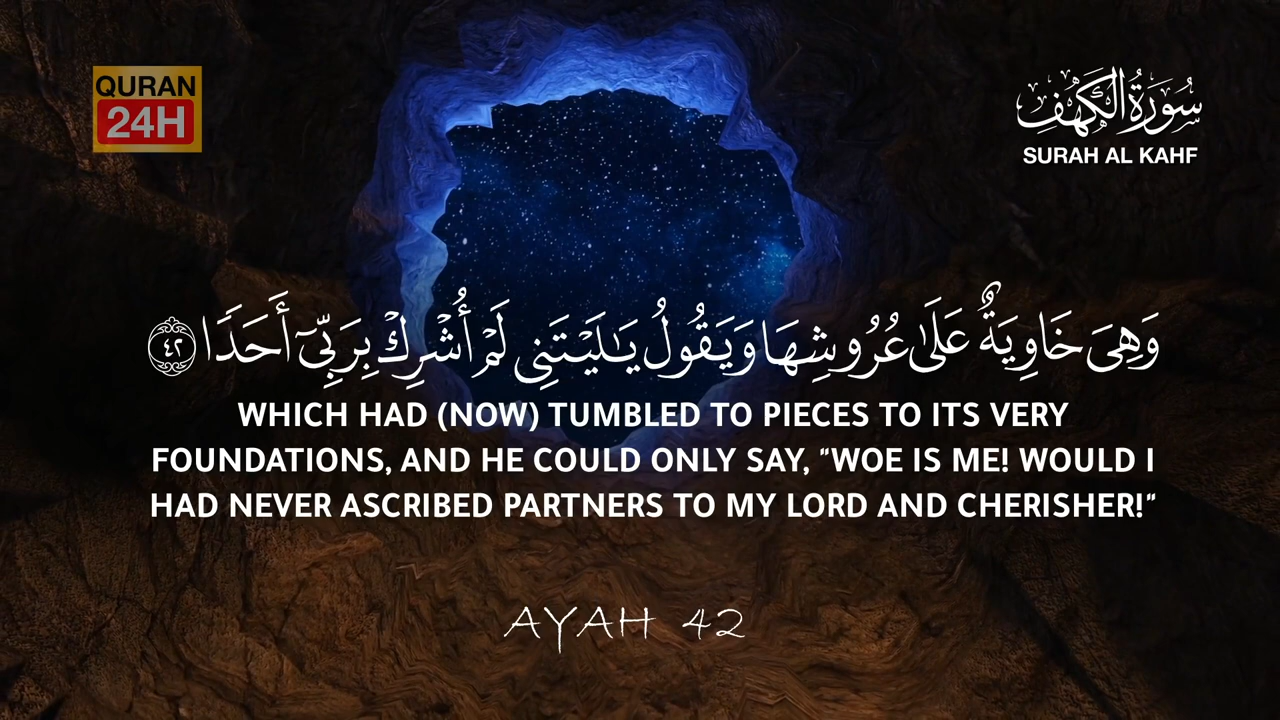 QURAN
24H
سُورَةُ الكَهْفِ
SURAH AL KAHF
وَهِىَ خَاوِيَةٌ عَلَىٰ عُرُوشِهَا وَيَقُولُ يَـٰلَيْتَنِى لَمْ أُشْرِكْ بِرَبِّىٓ أَحَدًا ٤٢
WHICH HAD (NOW) TUMBLED TO PIECES TO ITS VERY
FOUNDATIONS, AND HE COULD ONLY SAY, "WOE IS ME! WOULD I
HAD NEVER ASCRIBED PARTNERS TO MY LORD AND CHERISHER!"
AYAH 42